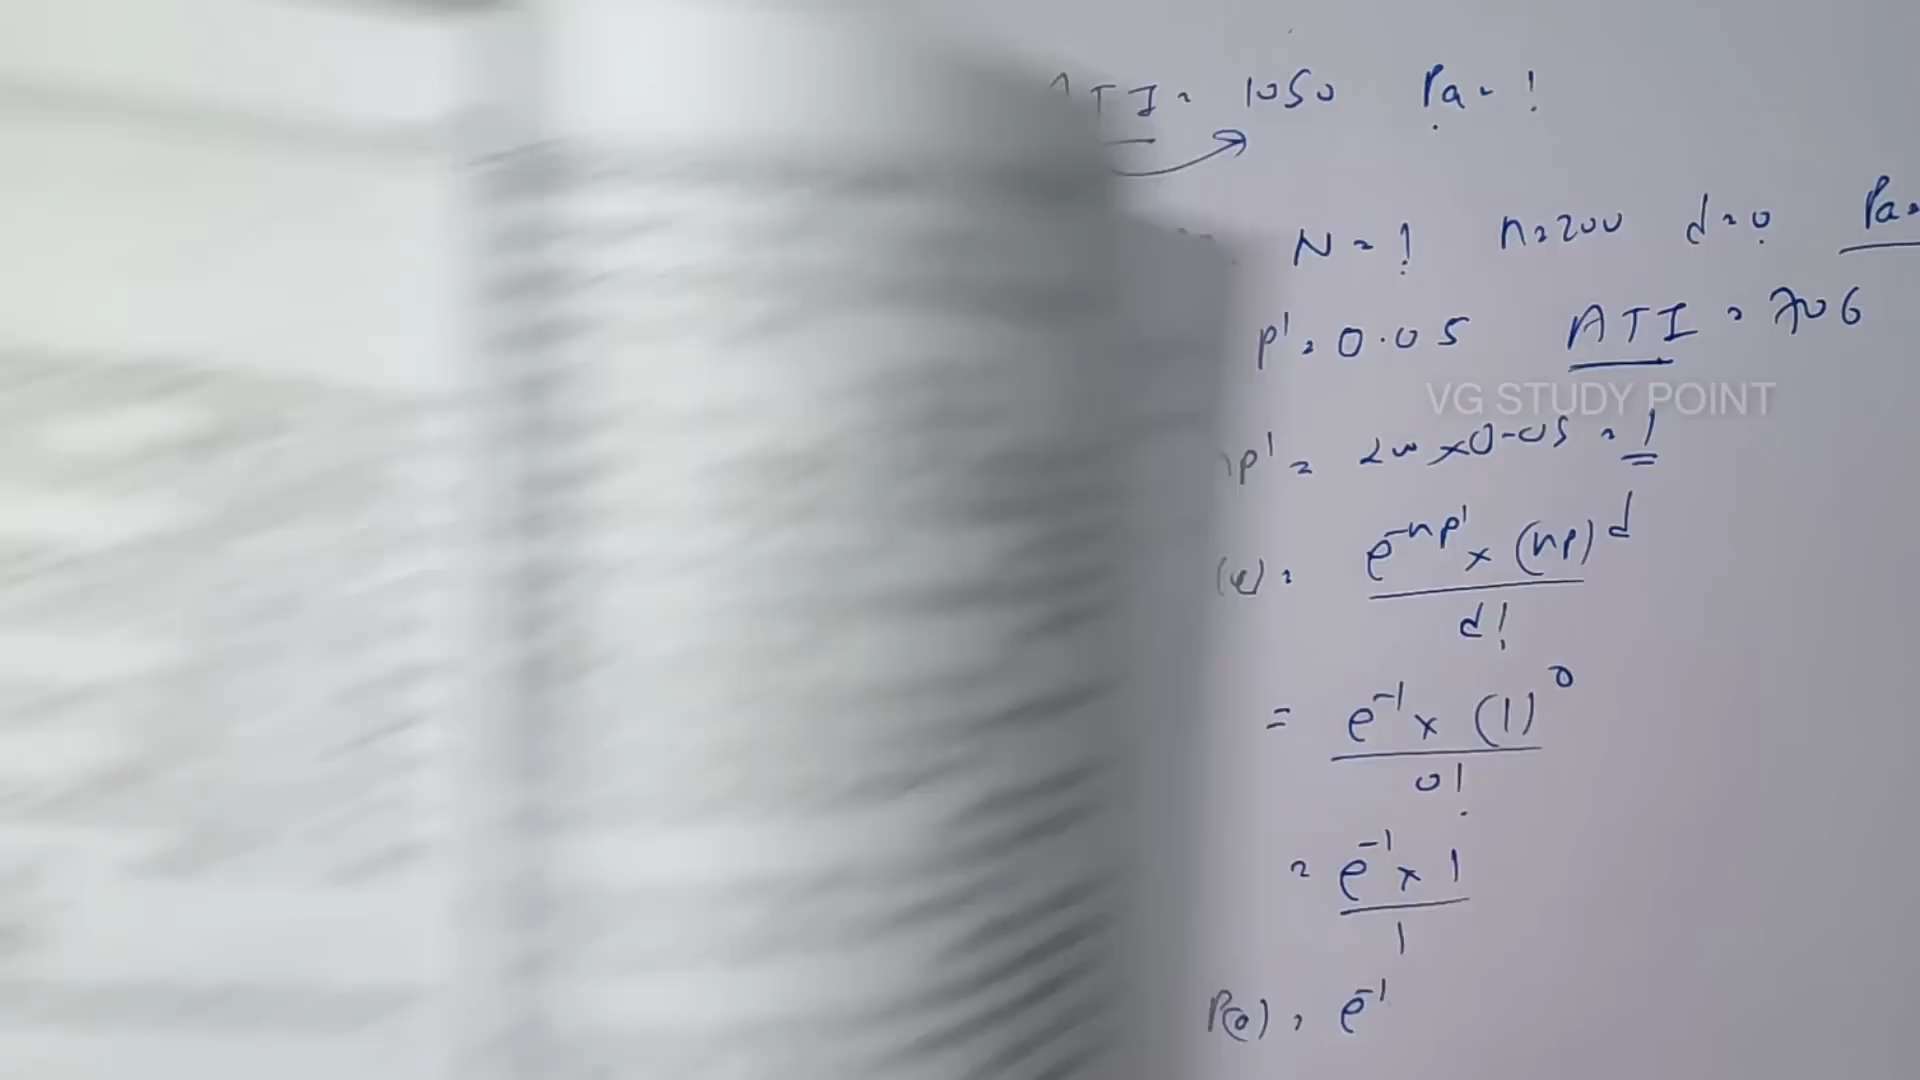 ATI = 1050 Pa = !
N = ! n=200 d=0 Pa=
p' = 0.05 ATI = 706
VG STUDY POINT
np' = 200 x 0.05 = 1
e^-np' x (np)^d
d!
= e^-1 x (1)^0
0!
= e^-1 x 1
1
P(0) = e^-1